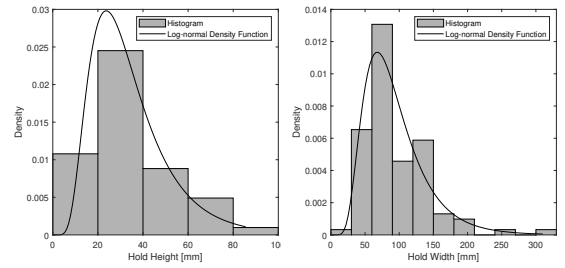 0.03
0.025
0.02
0.015
0.01
0.005
0
Density
0 20 40 60 80 100
Hold Height [mm]
Histogram
Log-normal Density Function
0.014
0.012
0.01
0.008
0.006
0.004
0.002
0
Density
0 50 100 150 200 250 300
Hold Width [mm]
Histogram
Log-normal Density Function